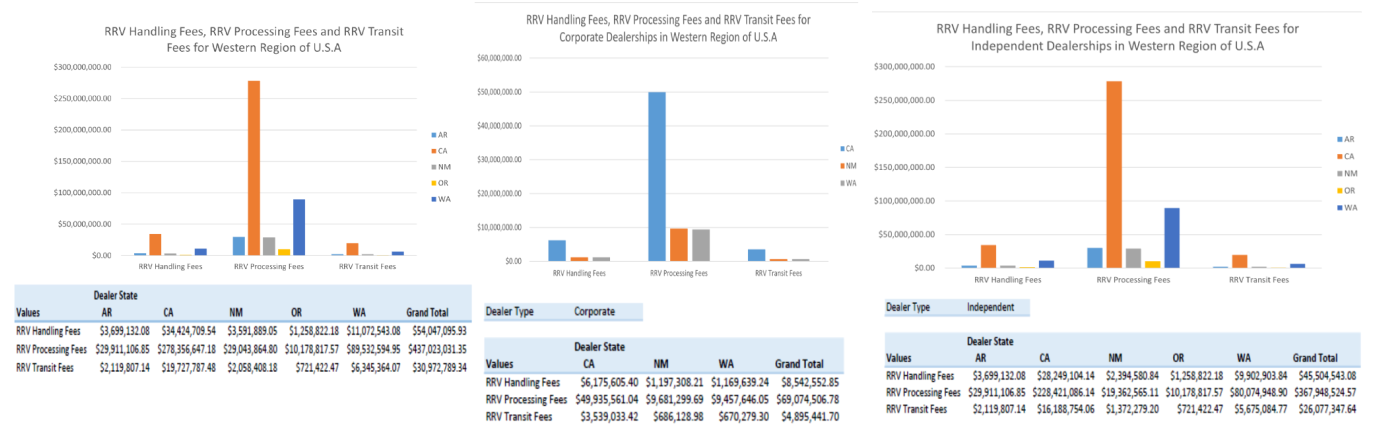 RRV Handling Fees, RRV Processing Fees and RRV Transit
Fees for Western Region of U.S.A
$300,000,000.00
$250,000,000.00
$200,000,000.00
$150,000,000.00
$100,000,000.00
$50,000,000.00
$0.00
RRV Handling Fees RRV Processing Fees RRV Transit Fees
AR
CA
NM
OR
WA
Dealer State
Values AR CA NM OR WA Grand Total
RRV Handling Fees $3,699,132.08 $34,424,709.54 $3,591,889.05 $1,258,822.18 $11,072,543.08 $54,047,095.93
RRV Processing Fees $29,911,106.85 $278,356,647.18 $29,043,864.80 $10,178,817.57 $89,532,594.95 $437,023,031.35
RRV Transit Fees $2,119,807.14 $19,727,787.48 $2,058,408.18 $721,422.47 $6,345,364.07 $30,972,789.34
RRV Handling Fees, RRV Processing Fees and RRV Transit Fees for
Corporate Dealerships in Western Region of U.S.A
$60,000,000.00
$50,000,000.00
$40,000,000.00
$30,000,000.00
$20,000,000.00
$10,000,000.00
$0.00
RRV Handling Fees RRV Processing Fees RRV Transit Fees
CA
NM
WA
Dealer Type Corporate
Dealer State
Values CA NM WA Grand Total
RRV Handling Fees $6,175,605.40 $1,197,308.21 $1,169,639.24 $8,542,552.85
RRV Processing Fees $49,935,561.04 $9,681,299.69 $9,457,646.05 $69,074,506.78
RRV Transit Fees $3,539,033.42 $686,128.98 $670,279.30 $4,895,441.70
RRV Handling Fees, RRV Processing Fees and RRV Transit Fees for
Independent Dealerships in Western Region of U.S.A
$300,000,000.00
$250,000,000.00
$200,000,000.00
$150,000,000.00
$100,000,000.00
$50,000,000.00
$0.00
RRV Handling Fees RRV Processing Fees RRV Transit Fees
AR
CA
NM
OR
WA
Dealer Type Independent
Dealer State
Values AR CA NM OR WA Grand Total
RRV Handling Fees $3,699,132.08 $28,249,104.14 $2,394,580.84 $1,258,822.18 $9,902,903.84 $45,504,543.08
RRV Processing Fees $29,911,106.85 $228,421,086.14 $19,362,565.11 $10,178,817.57 $80,074,948.90 $367,948,524.57
RRV Transit Fees $2,119,807.14 $16,188,754.06 $1,372,279.20 $721,422.47 $5,675,084.77 $26,077,347.64